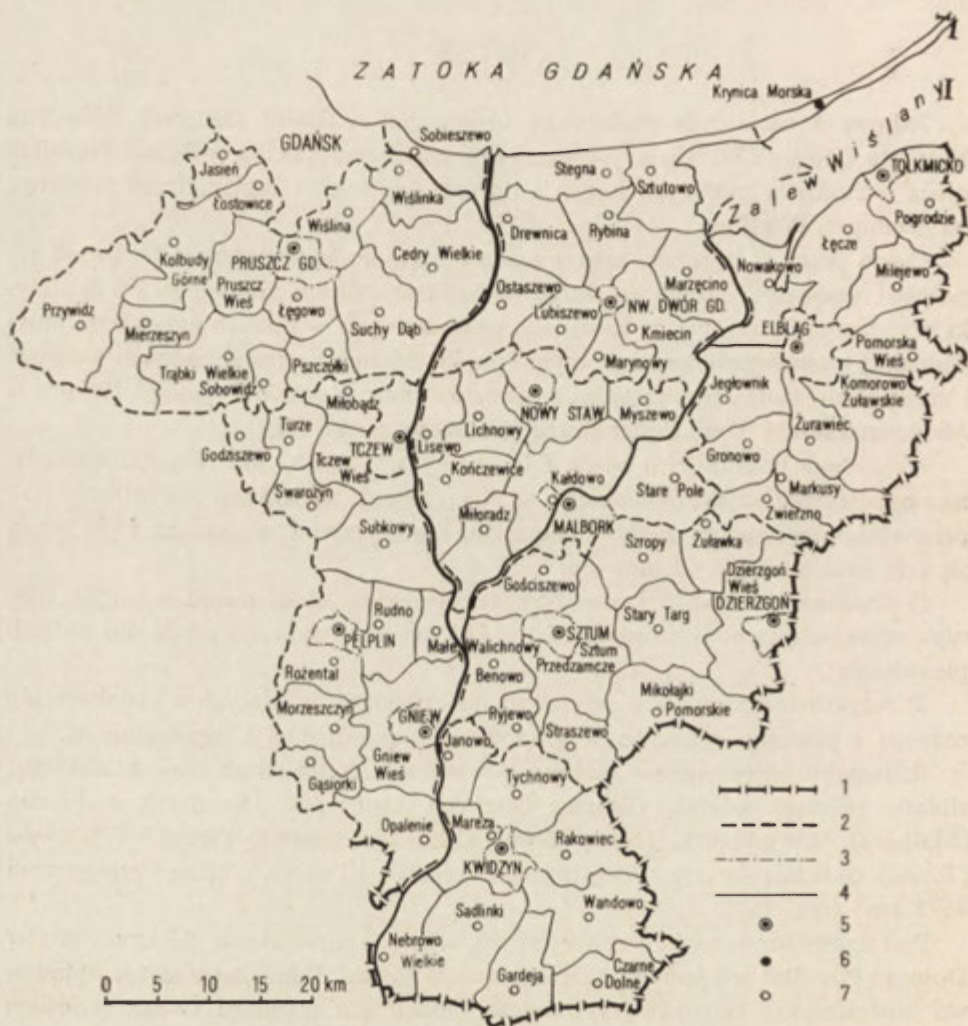 ZATOKA GDAŃSKA
Krynica Morska
I
I
Zalew Wiślany
GDAŃSK
Sobieszewo
Jasień
Łostowice
Wiślinka
Stegna
Sztutowo
TOLKMICKO
Wiślina
Drewnica
Rybina
Pogrodzie
Łęcze
Kolbudy
Górne
PRUSZCZ GD.
Cedry Wielkie
Pruszcz
Wieś
Marzęcino
Nowakowo
Milejewo
Przywidz
Łęgowo
Ostaszewo
NW. DWÓR GD.
Mierzeszyn
Suchy Dąb
Lubiszewo
Kmiecin
ELBLĄG
Trąbki Wielkie
Sobowidz
Pszczółki
Marynowy
Pomorska
Wieś
Miłobądz
NOWY STAW
Myszewo
Jegłownik
Komorowo
Żuławskie
Turze
TCZEW
Lisewo
Lichnowy
Żurawiec
Godziszewo
Tczew
Wieś
Kończewice
Kałdowo
Gronowo
Swarożyn
Stare Pole
Markusy
Miłoradz
MALBORK
Zwierzno
Subkowy
Szropy
Żuławka
Gościszewo
Dzierzgoń
Wieś
DZIERZGOŃ
Rudno
Stary Targ
PELPLIN
Małe Walichnowy
SZTUM
Sztum
Przedzamcze
Rożental
Benowo
Morzeszczyn
GNIEW
Ryjewo
Mikołajki
Pomorskie
Janowo
Straszewo
Gniew
Wieś
Gąsiorki
Tychnowy
Opalenie
Mareza
Rakowiec
KWIDZYN
Sadlinki
Wandowo
Nebrowo
Wielkie
Gardeja
Czarne
Dolne
0 5 10 15 20 km
1
2
3
4
5
6
7